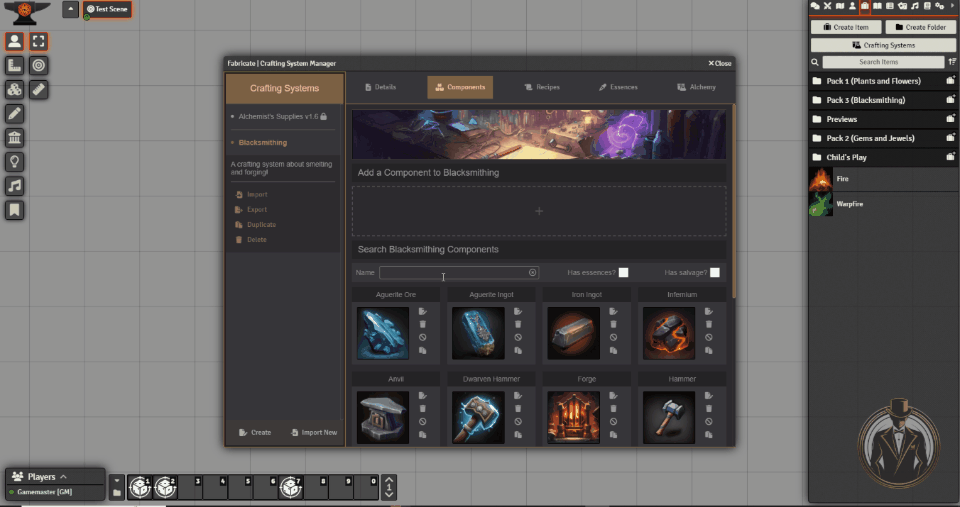 Test Scene
Create Item
Create Folder
Crafting Systems
Search Items
Pack 1 (Plants and Flowers)
Pack 3 (Blacksmithing)
Previews
Pack 2 (Gems and Jewels)
Child's Play
Fire
Warpfire
Fabricate | Crafting System Manager
Close
Crafting Systems
Details
Components
Recipes
Essences
Alchemy
Alchemist's Supplies v1.6
Blacksmithing
A crafting system about smelting
and forging!
Import
Export
Duplicate
Delete
Create
Import New
Add a Component to Blacksmithing
Search Blacksmithing Components
Name
Has essences?
Has salvage?
Aguerite Ore
Aguerite Ingot
Iron Ingot
Infernium
Anvil
Dwarven Hammer
Forge
Hammer
Players
Gamemaster [GM]
1 2 3 4 5 6 7 8 9 0
1